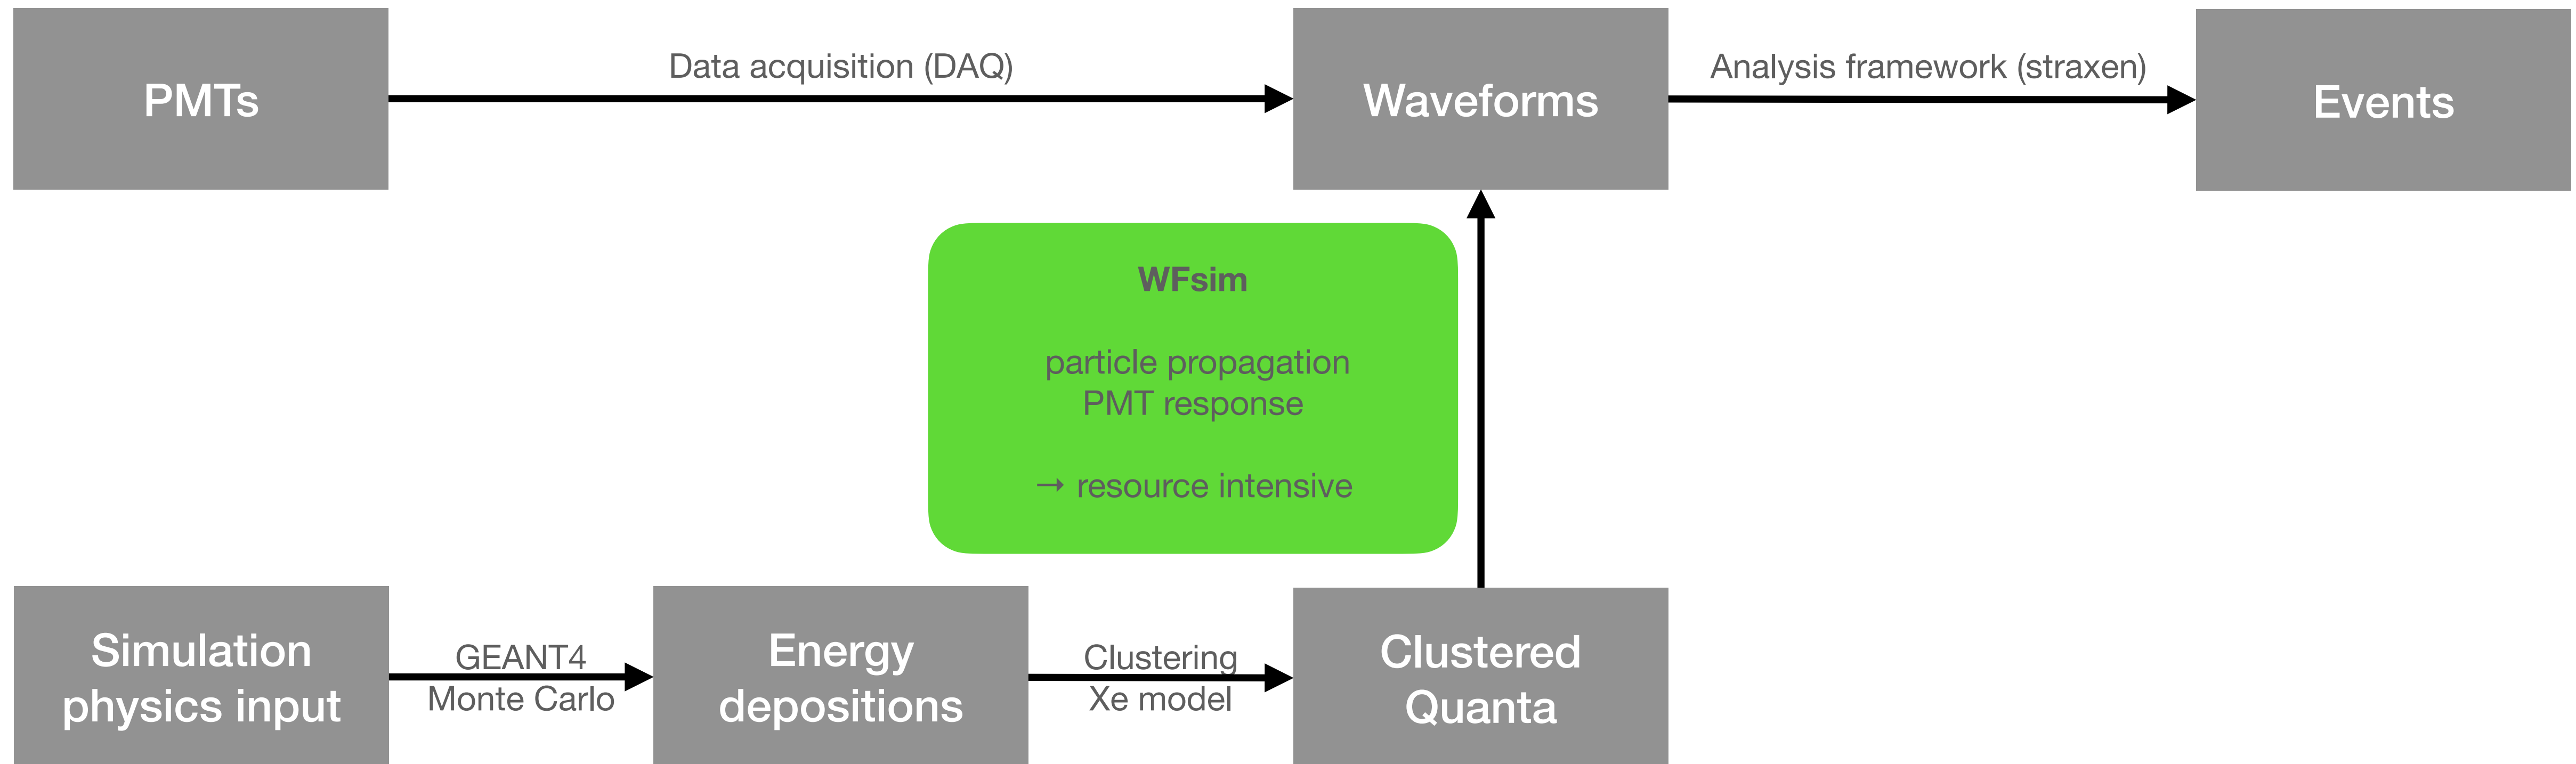 PMTs
Data acquisition (DAQ)
Waveforms
Analysis framework (straxen)
Events
WFsim
particle propagation
PMT response
→ resource intensive
Simulation
physics input
GEANT4
Monte Carlo
Energy
depositions
Clustering
Xe model
Clustered
Quanta